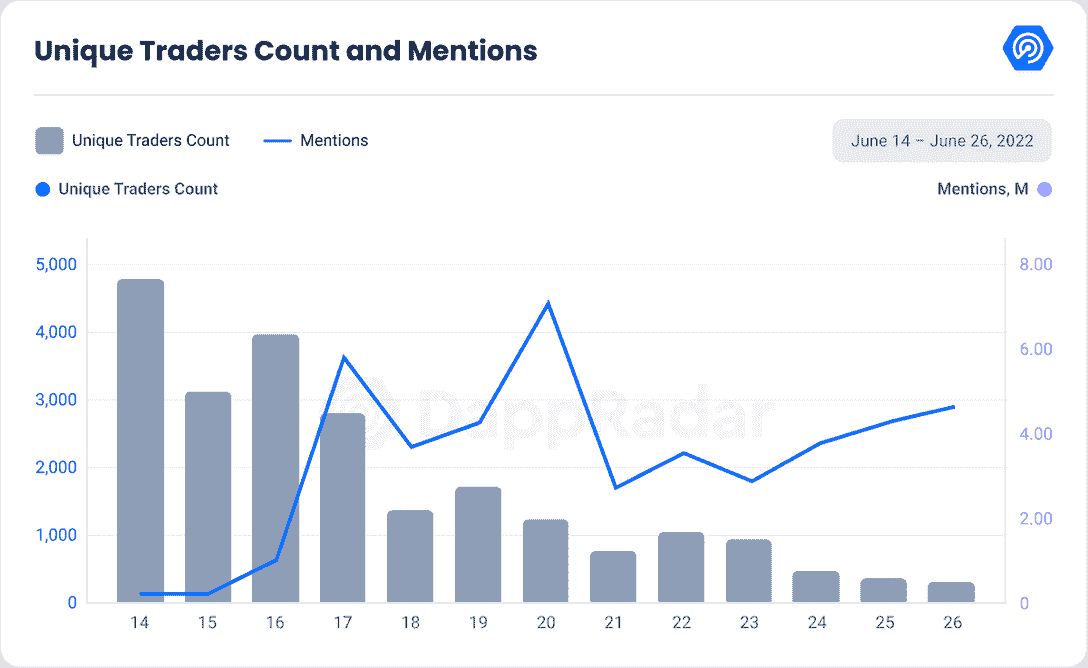 Unique Traders Count and Mentions
Unique Traders Count Mentions
June 14 – June 26, 2022
Unique Traders Count
Mentions, M
5,000
4,000
3,000
2,000
1,000
0
DappRadar
8.00
6.00
4.00
2.00
0
14 15 16 17 18 19 20 21 22 23 24 25 26